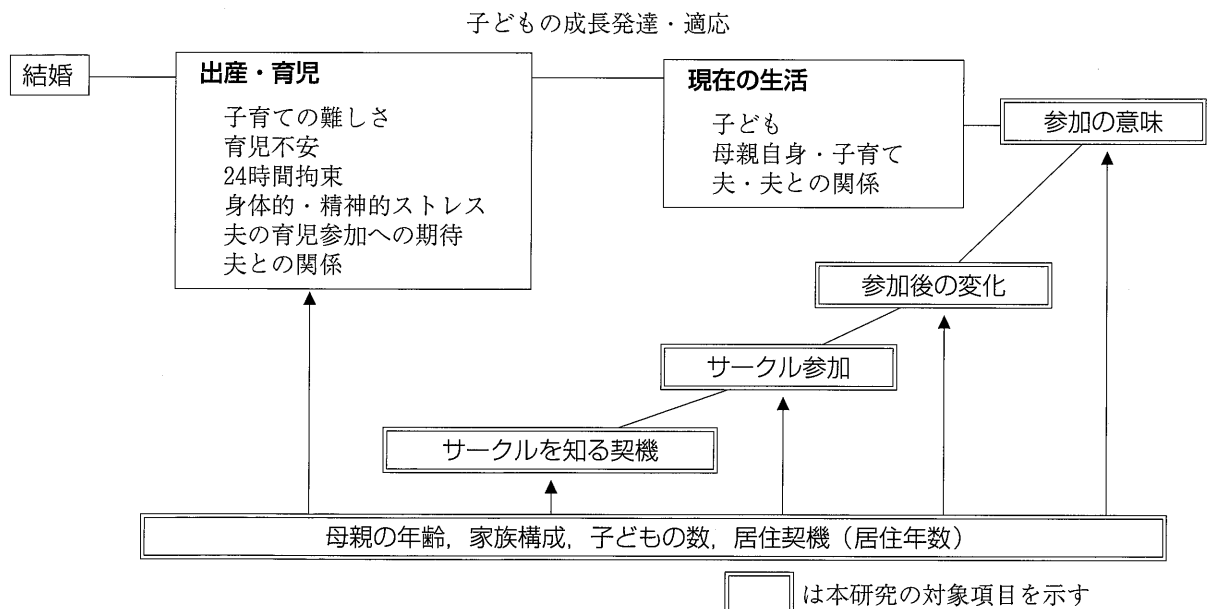 子どもの成長発達・適応
結婚
出産・育児
子育ての難しさ
育児不安
24時間拘束
身体的・精神的ストレス
夫の育児参加への期待
夫との関係
現在の生活
子ども
母親自身・子育て
夫・夫との関係
参加の意味
参加後の変化
サークル参加
サークルを知る契機
母親の年齢，家族構成，子どもの数，居住契機（居住年数）
は本研究の対象項目を示す